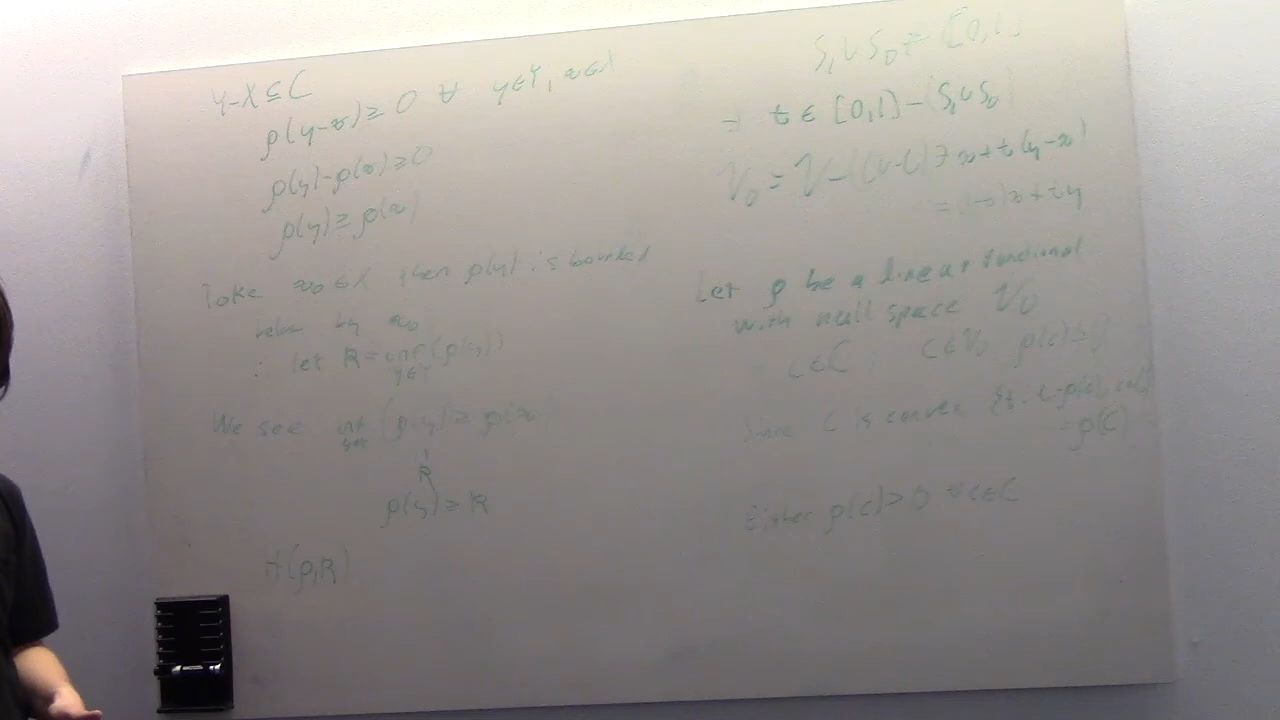 Y-X⊆C
ρ(y-x)≥0 ∀ y∈Y, x∈X
ρ(y)-ρ(x)≥0
ρ(y)≥ρ(x)
Take x₀∈X then ρ(y) is bounded
below by x₀
∴ let R=inf(ρ(y))
y∈Y
We see inf (ρ(y)≥ρ(x
R
ρ(y)≥R
H(ρ,R)
S₁∪S₀≠[0,1]
t∈[0,1]-(S₁∪S₀)
V₀=V-(C∪-C)∋x+t(y-x)
=(1-t)x+ty
Let ρ be a linear functional
with null space V₀
c∈C, c∉V₀
Since C is convex
=ρ(C)
Either ρ(c)>0 ∀c∈C